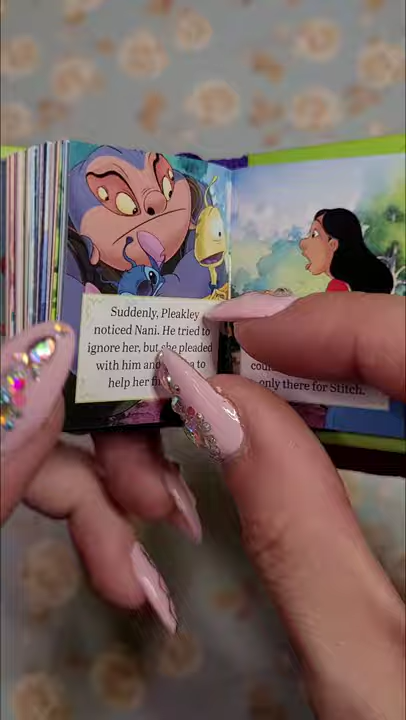 Suddenly, Pleakley
noticed Nani. He tried to
ignore her, but she pleaded
with him and
to
help her
only there for Stitch.